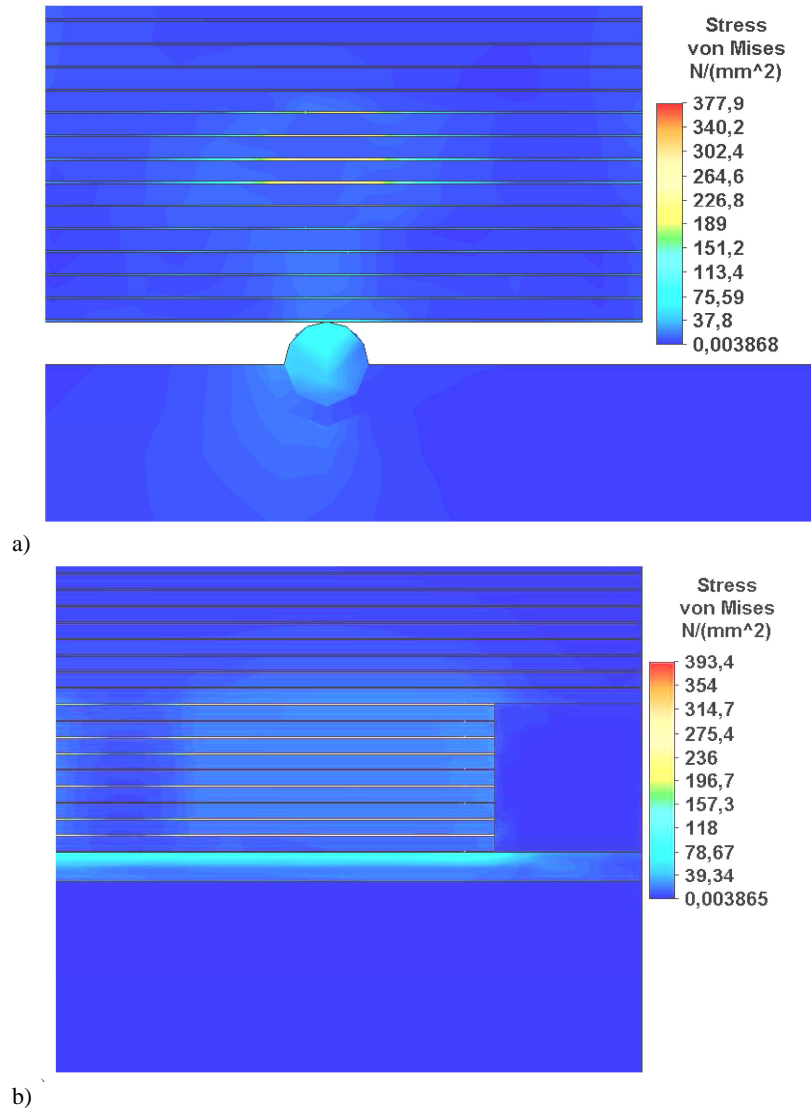 Stress
von Mises
N/(mm^2)
377,9
340,2
302,4
264,6
226,8
189
151,2
113,4
75,59
37,8
0,003868
a)
Stress
von Mises
N/(mm^2)
393,4
354
314,7
275,4
236
196,7
157,3
118
78,67
39,34
0,003865
b)